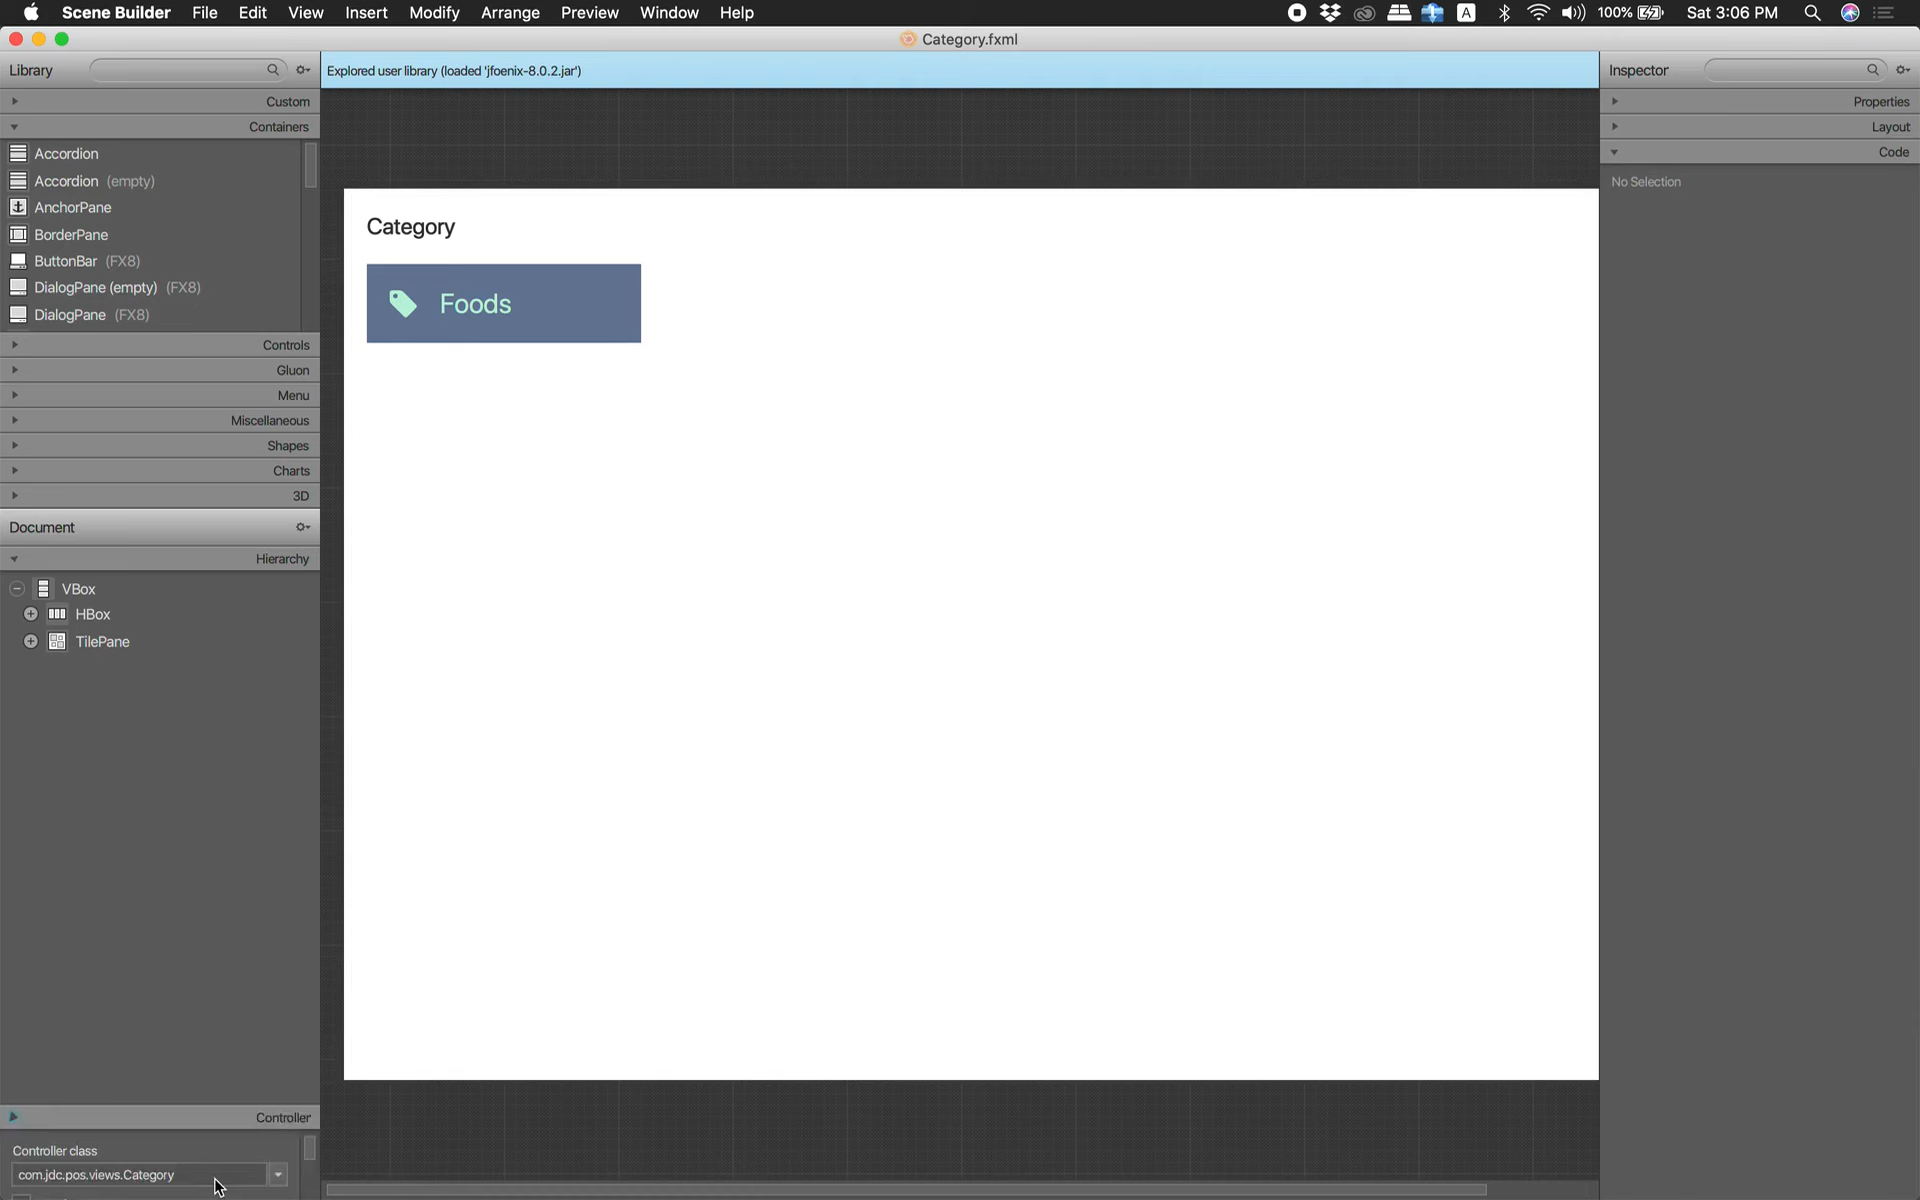 Scene Builder File Edit View Insert Modify Arrange Preview Window Help A 100% Sat 3:06 PM
Category.fxml
Library
Explored user library (loaded 'jfoenix-8.0.2.jar')
Inspector
Custom
Containers
Accordion
Accordion (empty)
AnchorPane
BorderPane
ButtonBar (FX8)
DialogPane (empty) (FX8)
DialogPane (FX8)
Controls
Gluon
Menu
Miscellaneous
Shapes
Charts
3D
Document
Hierarchy
VBox
HBox
TilePane
Controller
Controller class
com.jdc.pos.views.Category
Category
Foods
Properties
Layout
Code
No Selection